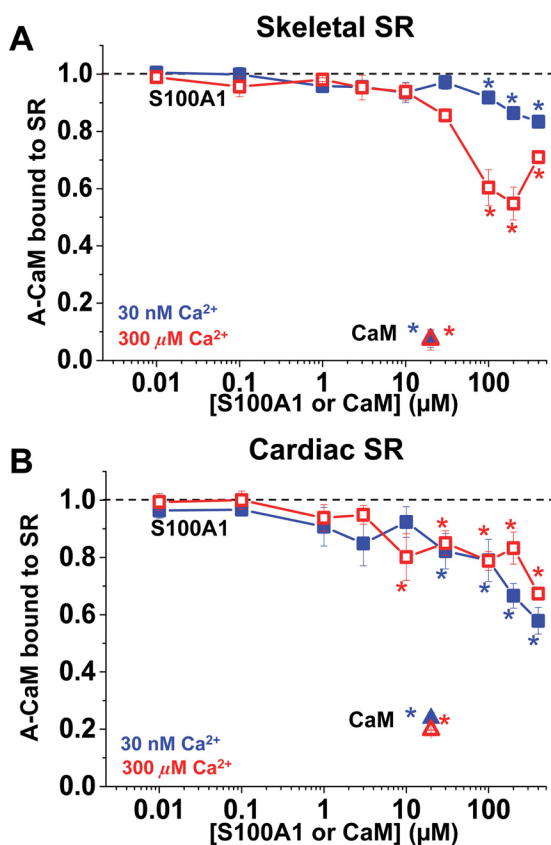 A
Skeletal SR
A-CaM bound to SR
1.0
0.8
0.6
0.4
0.2
0.0
S100A1
* * *
* * *
30 nM Ca²⁺
300 μM Ca²⁺
CaM * *
0.01 0.1 1 10 100
[S100A1 or CaM] (μM)
B
Cardiac SR
A-CaM bound to SR
1.0
0.8
0.6
0.4
0.2
0.0
S100A1
* * * *
* * * * *
CaM * *
30 nM Ca²⁺
300 μM Ca²⁺
0.01 0.1 1 10 100
[S100A1 or CaM] (μM)